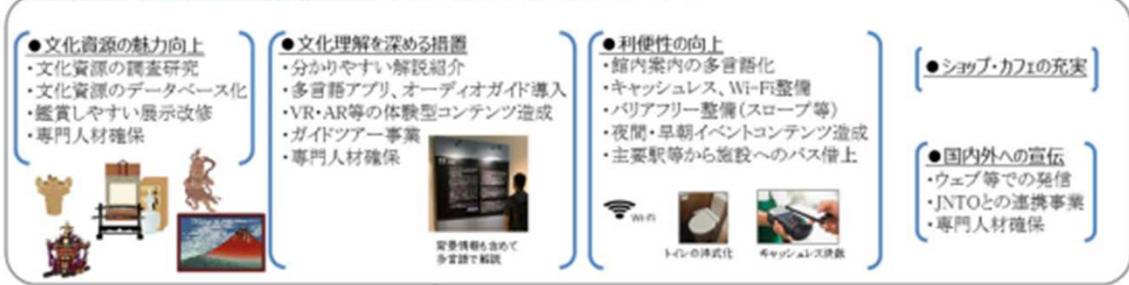 ●文化資源の魅力向上
・文化資源の調査研究
・文化資源のデータベース化
・鑑賞しやすい展示改修
・専門人材確保
●文化理解を深める措置
・分かりやすい解説紹介
・多言語アプリ、オーディオガイド導入
・VR・AR等の体験型コンテンツ造成
・ガイドツアー事業
・専門人材確保
背景情報も含めて
多言語で解説
●利便性の向上
・館内案内の多言語化
・キャッシュレス、Wi-Fi整備
・バリアフリー整備(スロープ等)
・夜間・早朝イベントコンテンツ造成
・主要駅等から施設へのバス借上
Wi-Fi
トイレの洋式化
キャッシュレス決数
●ショップ・カフェの充実
●国内外への宣伝
・ウェブ等での発信
・JNTOとの連携事業
・専門人材確保